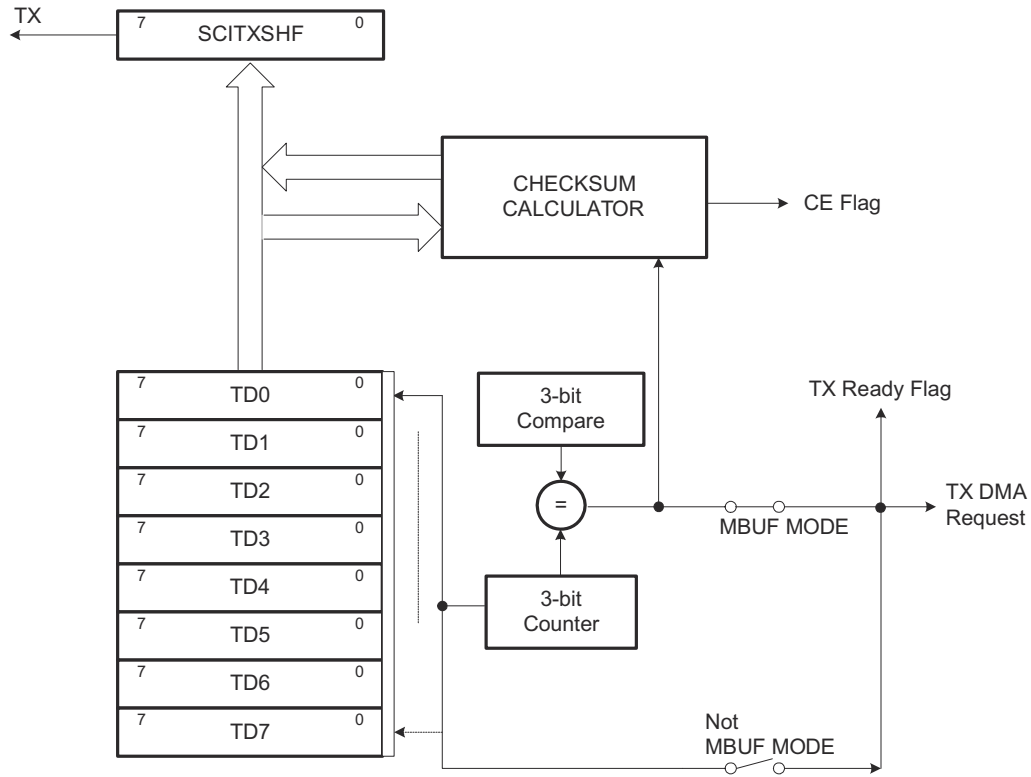 TX
7 SCITXSHF 0
CHECKSUM
CALCULATOR
CE Flag
7 TD0 0
7 TD1 0
7 TD2 0
7 TD3 0
7 TD4 0
7 TD5 0
7 TD6 0
7 TD7 0
3-bit
Compare
=
3-bit
Counter
TX Ready Flag
MBUF MODE
TX DMA
Request
Not
MBUF MODE